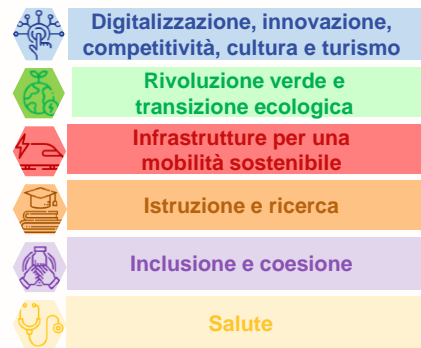 Digitalizzazione, innovazione,
competitività, cultura e turismo
Rivoluzione verde e
transizione ecologica
Infrastrutture per una
mobilità sostenibile
Istruzione e ricerca
Inclusione e coesione
Salute